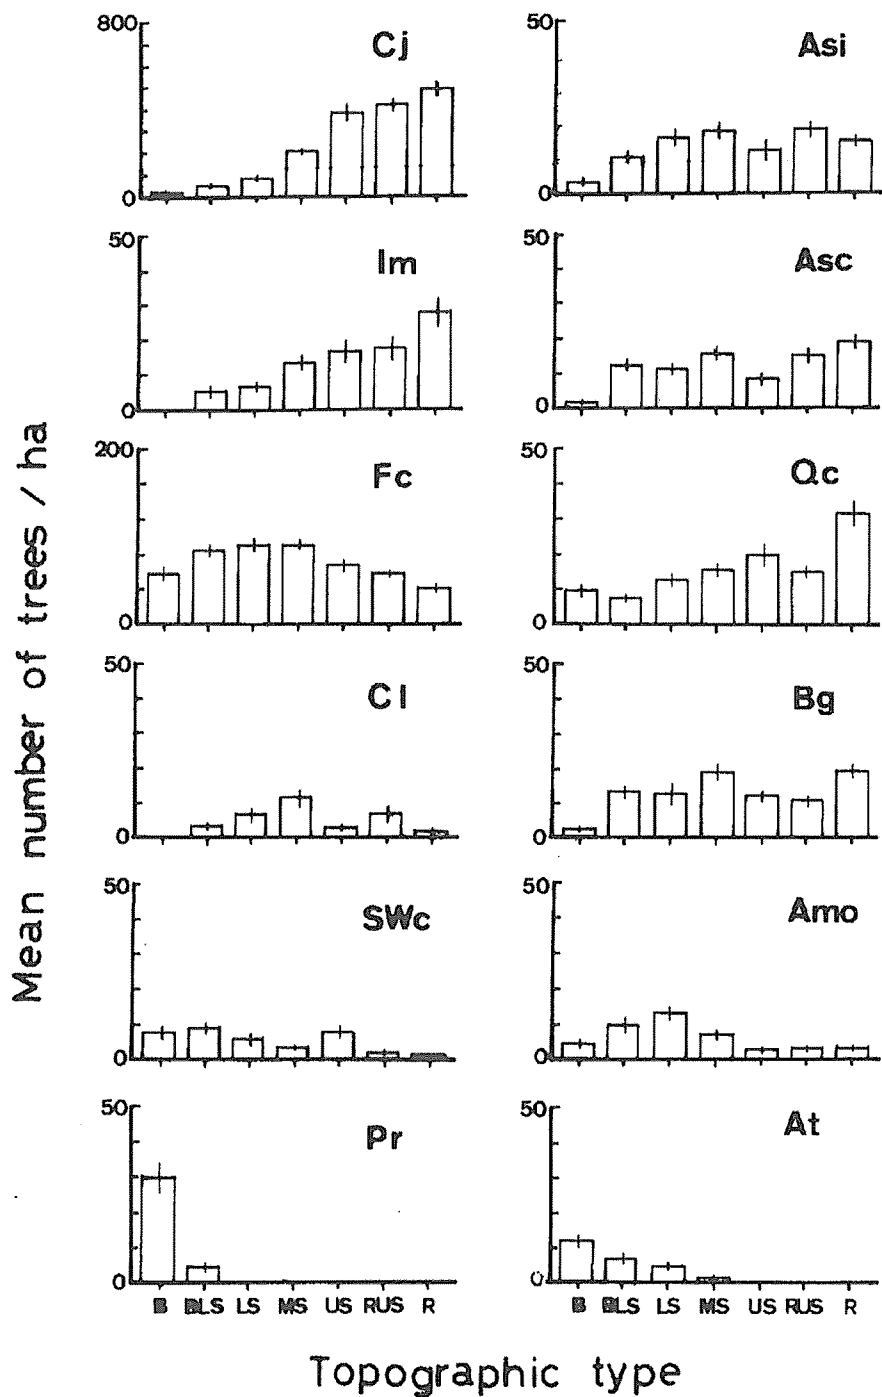 Mean number of trees / ha
800
0
Cj
50
0
Asi
50
0
Im
50
0
Asc
200
0
Fc
50
0
Qc
50
0
Cl
50
0
Bg
50
0
SWc
50
0
Amo
50
0
Pr
50
0
At
B BLS LS MS US RUS R
B BLS LS MS US RUS R
Topographic type